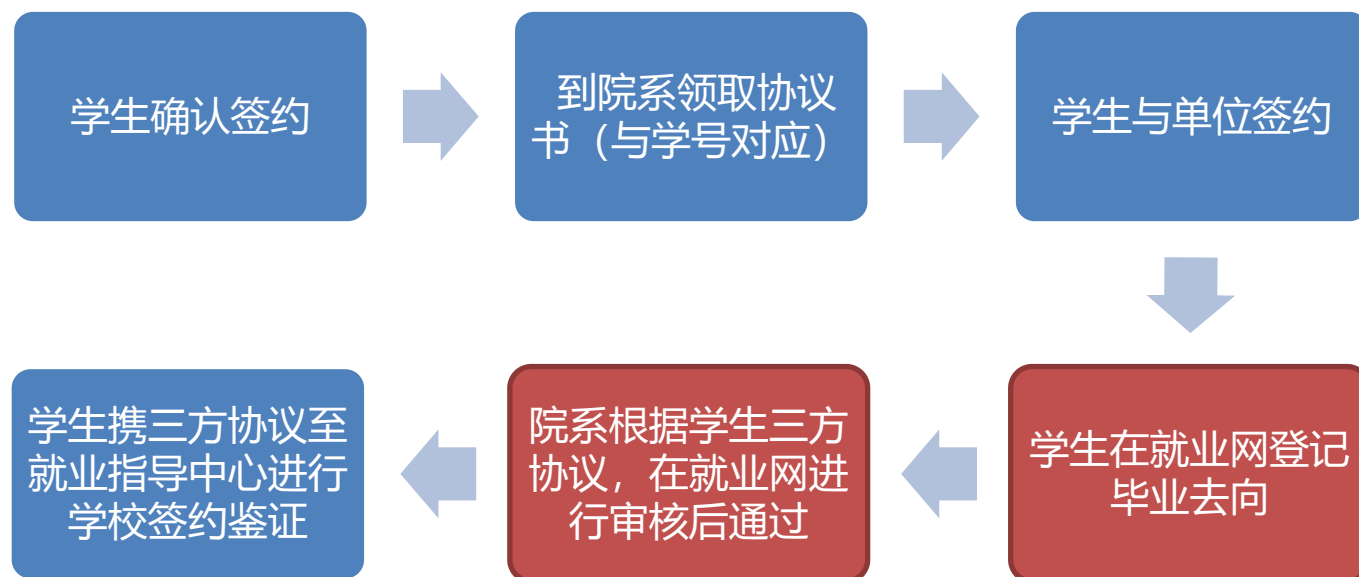 学生确认签约
到院系领取协议
书（与学号对应）
学生与单位签约
学生携三方协议至
就业指导中心进行
学校签约鉴证
院系根据学生三方
协议，在就业网进
行审核后通过
学生在就业网登记
毕业去向